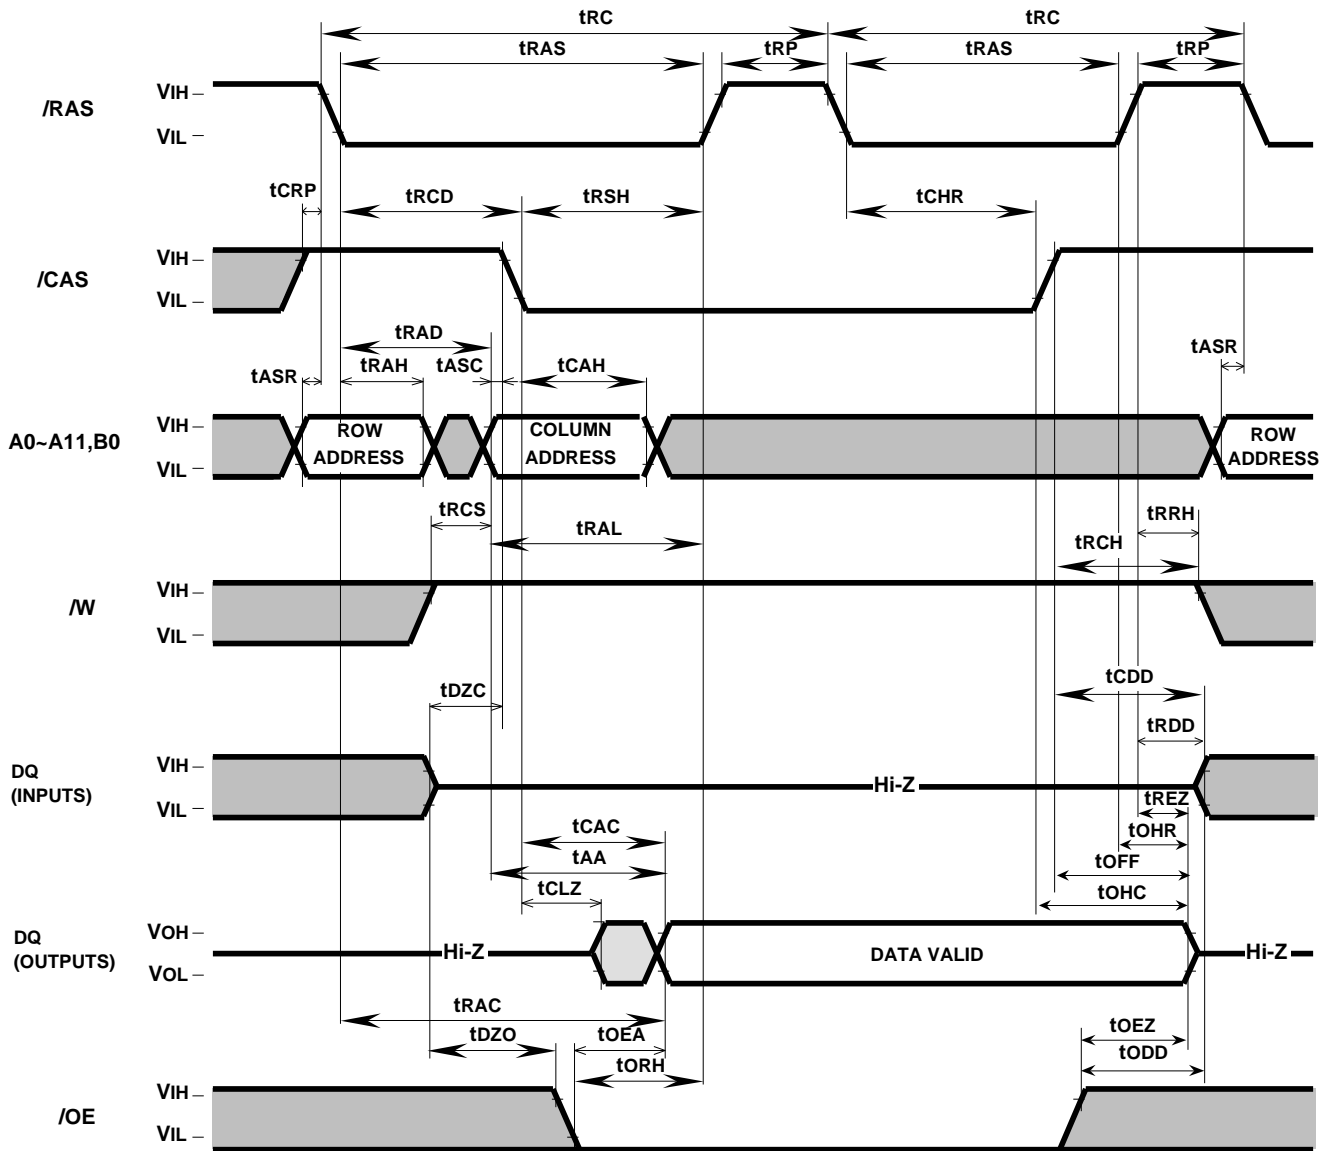 tRC tRC
tRAS tRP tRAS tRP
/RAS VIH
VIL
tCRP tRCD tRSH tCHR
/CAS VIH
VIL
tRAD
tASR tRAH tASC tCAH tASR
A0~A11,B0 VIH
VIL
ROW ADDRESS
COLUMN ADDRESS
ROW ADDRESS
tRCS tRAL tRRH
tRCH
/W VIH
VIL
tDZC tCDD
tRDD
DQ (INPUTS) VIH
VIL
Hi-Z
tREZ
tCAC tOHR
tAA tOFF
tCLZ tOHC
DQ (OUTPUTS) VOH
VOL
Hi-Z DATA VALID Hi-Z
tRAC
tDZO tOEA tOEZ
tORH tODD
/OE VIH
VIL